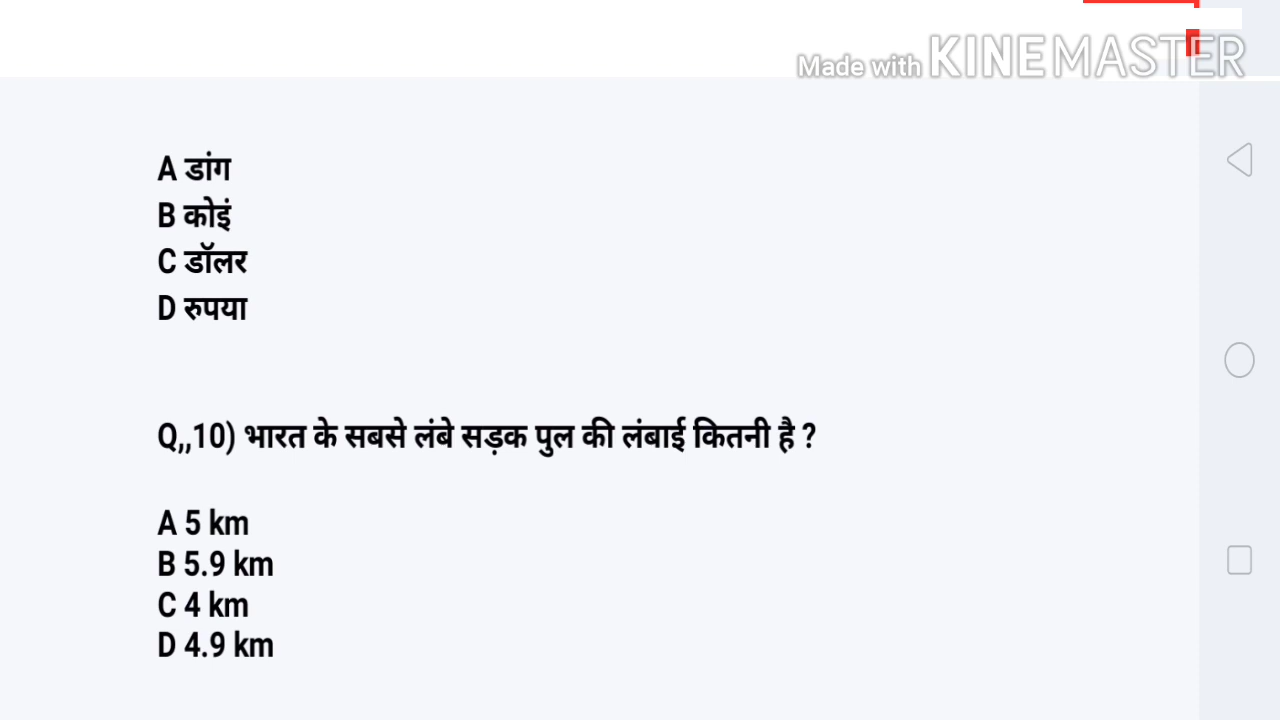 Made with KINEMASTER
A डांग
B कोइं
C डॉलर
D रुपया
Q,,10) भारत के सबसे लंबे सड़क पुल की लंबाई कितनी है ?
A 5 km
B 5.9 km
C 4 km
D 4.9 km